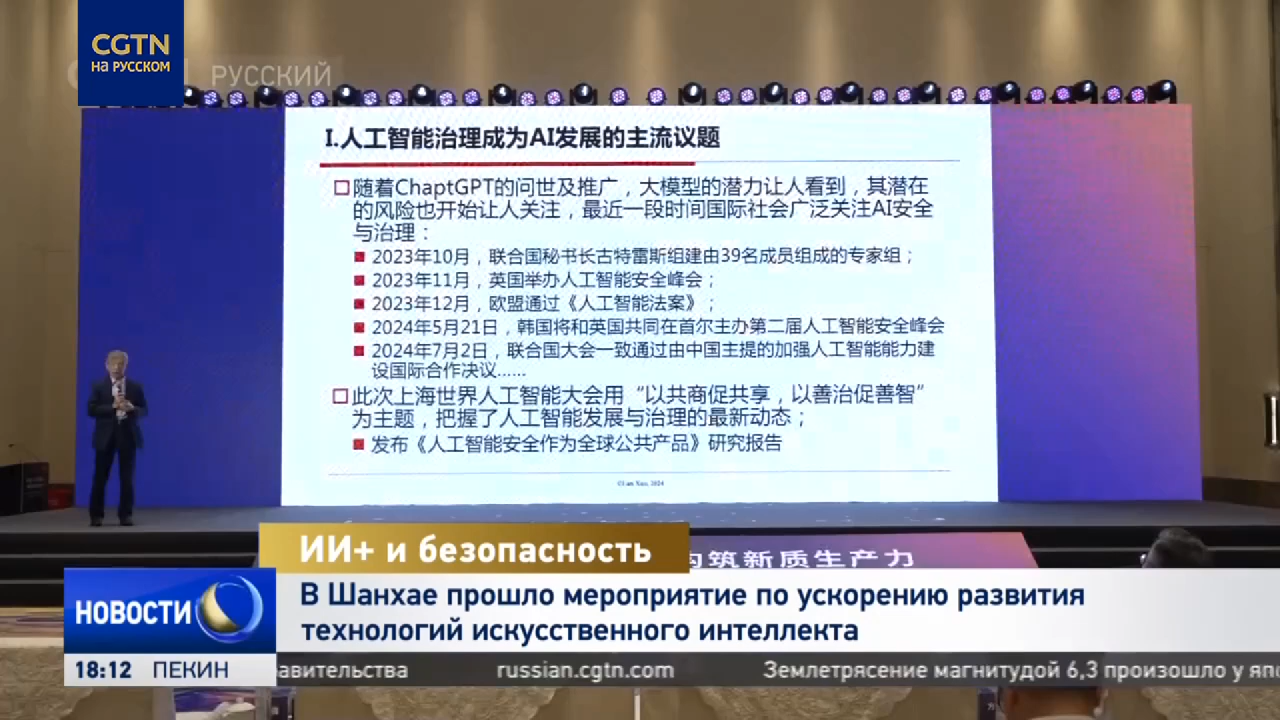 CGTN
на русском
РУССКИЙ
I.人工智能治理成为AI发展的主流议题
随着ChaptGPT的问世及推广，大模型的潜力让人看到，其潜在
的风险也开始让人关注，最近一段时间国际社会广泛关注AI安全
与治理：
2023年10月，联合国秘书长古特雷斯组建由39名成员组成的专家组；
2023年11月，英国举办人工智能安全峰会；
2023年12月，欧盟通过《人工智能法案》；
2024年5月21日，韩国将和英国共同在首尔主办第二届人工智能安全峰会
2024年7月2日，联合国大会一致通过由中国主提的加强人工智能能力建
设国际合作决议......
此次上海世界人工智能大会用“以共商促共享，以善治促善智”
为主题，把握了人工智能发展与治理的最新动态；
发布《人工智能安全作为全球公共产品》研究报告
©Lan Xue, 2024
构筑新质生产力
ИИ+ и безопасность
НОВОСТИ
В Шанхае прошло мероприятие по ускорению развития
технологий искусственного интеллекта
18:12 ПЕКИН
авительства russian.cgtn.com Землетрясение магнитудой 6,3 произошло у япо